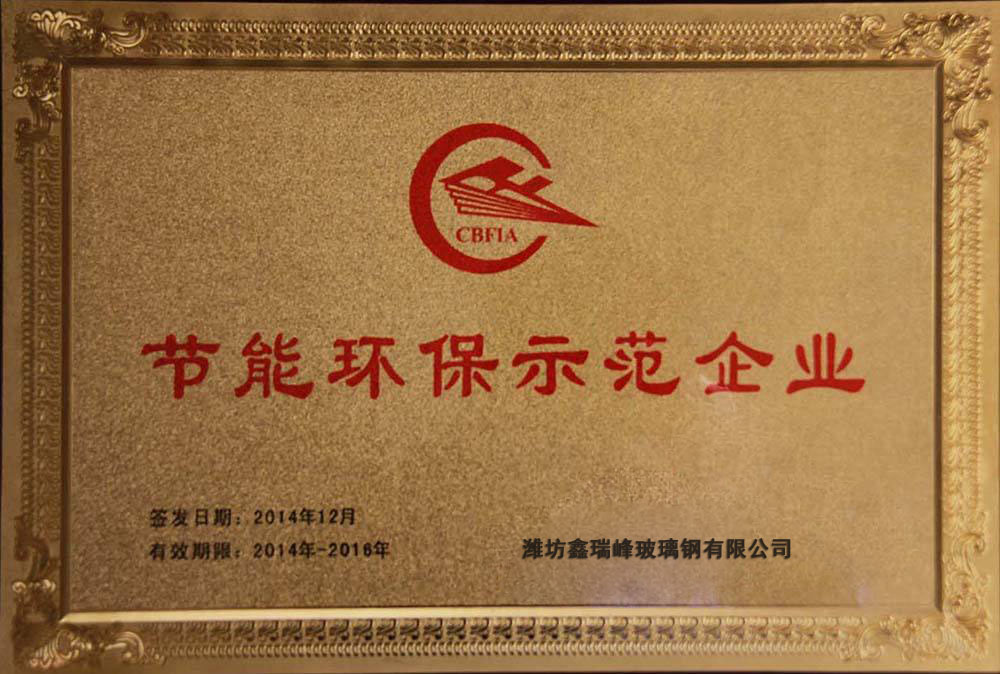 CBFIA
节能环保示范企业
签发日期：2014年12月
有效期限：2014年-2016年
潍坊鑫瑞峰玻璃钢有限公司